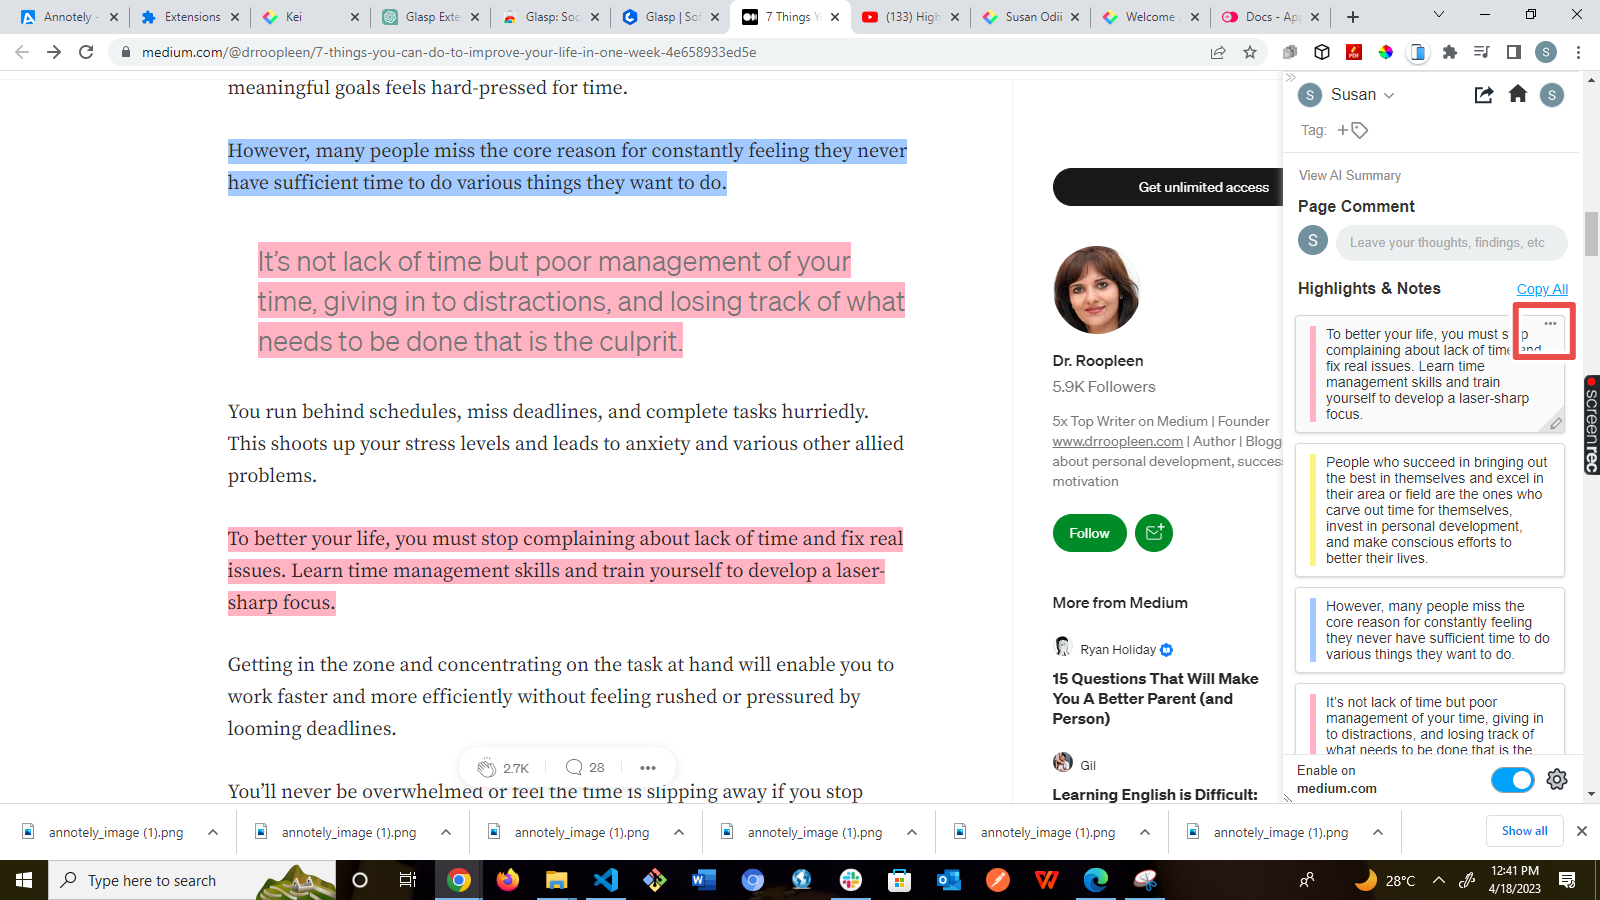 Annotely -
Extensions
Kei
Glasp Exte
Glasp: Soc
Glasp | Sof
7 Things Y
(133) High
Susan Odii
Welcome
Docs - App
medium.com/@drroopleen/7-things-you-can-do-to-improve-your-life-in-one-week-4e658933ed5e
PDF
S
meaningful goals feels hard-pressed for time.
However, many people miss the core reason for constantly feeling they never
have sufficient time to do various things they want to do.
It's not lack of time but poor management of your
time, giving in to distractions, and losing track of what
needs to be done that is the culprit.
You run behind schedules, miss deadlines, and complete tasks hurriedly.
This shoots up your stress levels and leads to anxiety and various other allied
problems.
To better your life, you must stop complaining about lack of time and fix real
issues. Learn time management skills and train yourself to develop a laser-
sharp focus.
Getting in the zone and concentrating on the task at hand will enable you to
work faster and more efficiently without feeling rushed or pressured by
looming deadlines.
2.7K
28
You'll never be overwhelmed or feel the time is slipping away if you stop
Get unlimited access
Dr. Roopleen
5.9K Followers
5x Top Writer on Medium | Founder
www.drroopleen.com | Author | Blogg
about personal development, succes
motivation
Follow
More from Medium
Ryan Holiday
15 Questions That Will Make
You A Better Parent (and
Person)
Gil
Learning English is Difficult:
S
Susan
S
Tag: +
View AI Summary
Page Comment
S
Leave your thoughts, findings, etc
Highlights & Notes
Copy All
To better your life, you must stop
complaining about lack of time and
fix real issues. Learn time
management skills and train
yourself to develop a laser-sharp
focus.
People who succeed in bringing out
the best in themselves and excel in
their area or field are the ones who
carve out time for themselves,
invest in personal development,
and make conscious efforts to
better their lives.
However, many people miss the
core reason for constantly feeling
they never have sufficient time to do
various things they want to do.
It's not lack of time but poor
management of your time, giving in
to distractions, and losing track of
what needs to be done that is the
Enable on
medium.com
screenrec
annotely_image (1).png
annotely_image (1).png
annotely_image (1).png
annotely_image (1).png
annotely_image (1).png
annotely_image (1).png
Show all
Type here to search
28°C
12:41 PM
4/18/2023